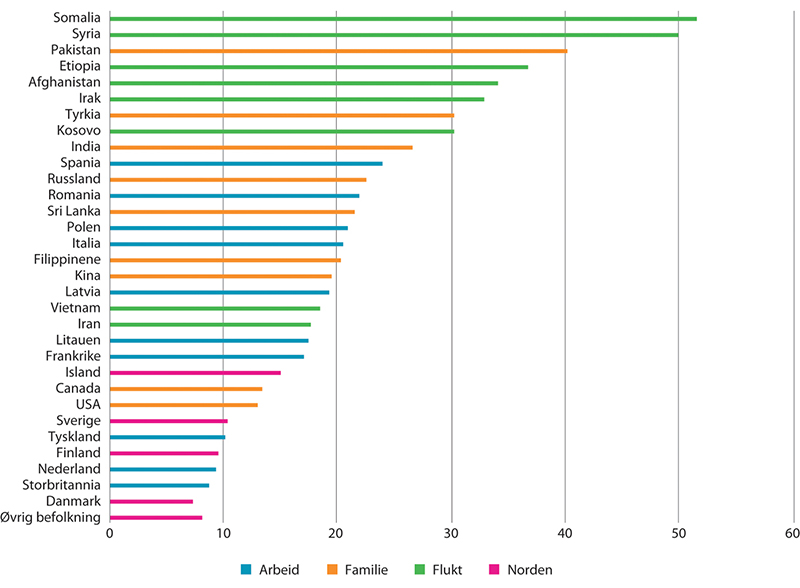 Somalia
Syria
Pakistan
Etiopia
Afghanistan
Irak
Tyrkia
Kosovo
India
Spania
Russland
Romania
Sri Lanka
Polen
Italia
Filippinene
Kina
Latvia
Vietnam
Iran
Litauen
Frankrike
Island
Canada
USA
Sverige
Tyskland
Finland
Nederland
Storbritannia
Danmark
Øvrig befolkning
0 10 20 30 40 50 60
Arbeid Familie Flukt Norden